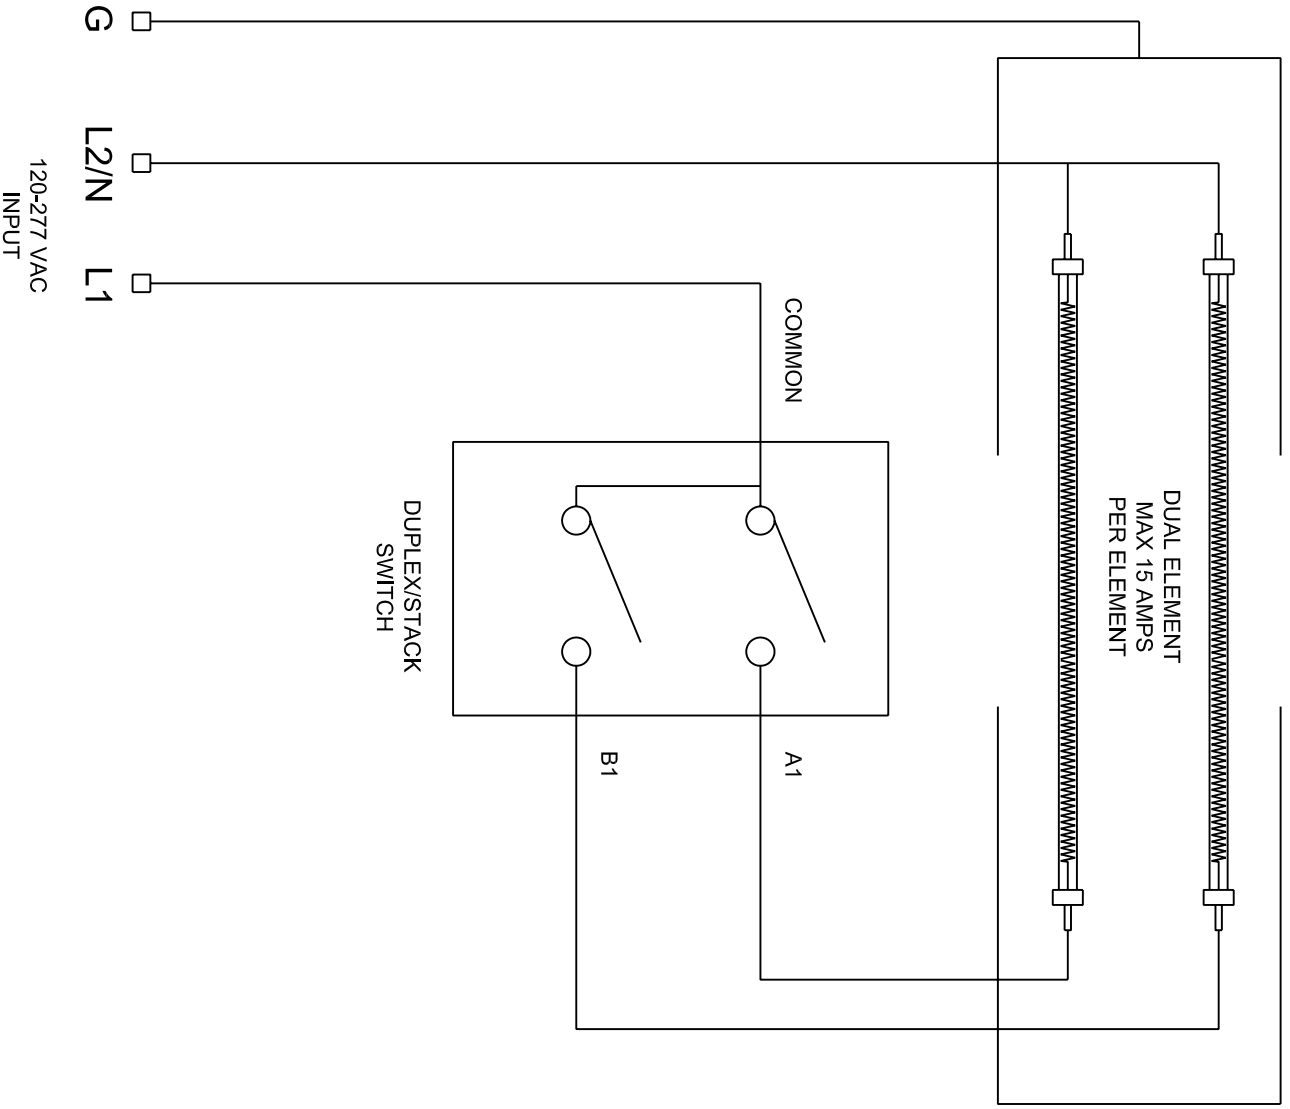 G
L2/N
L1
120-277 VAC
INPUT
COMMON
DUPLEX/STACK
SWITCH
A1
B1
DUAL ELEMENT
MAX 15 AMPS
PER ELEMENT